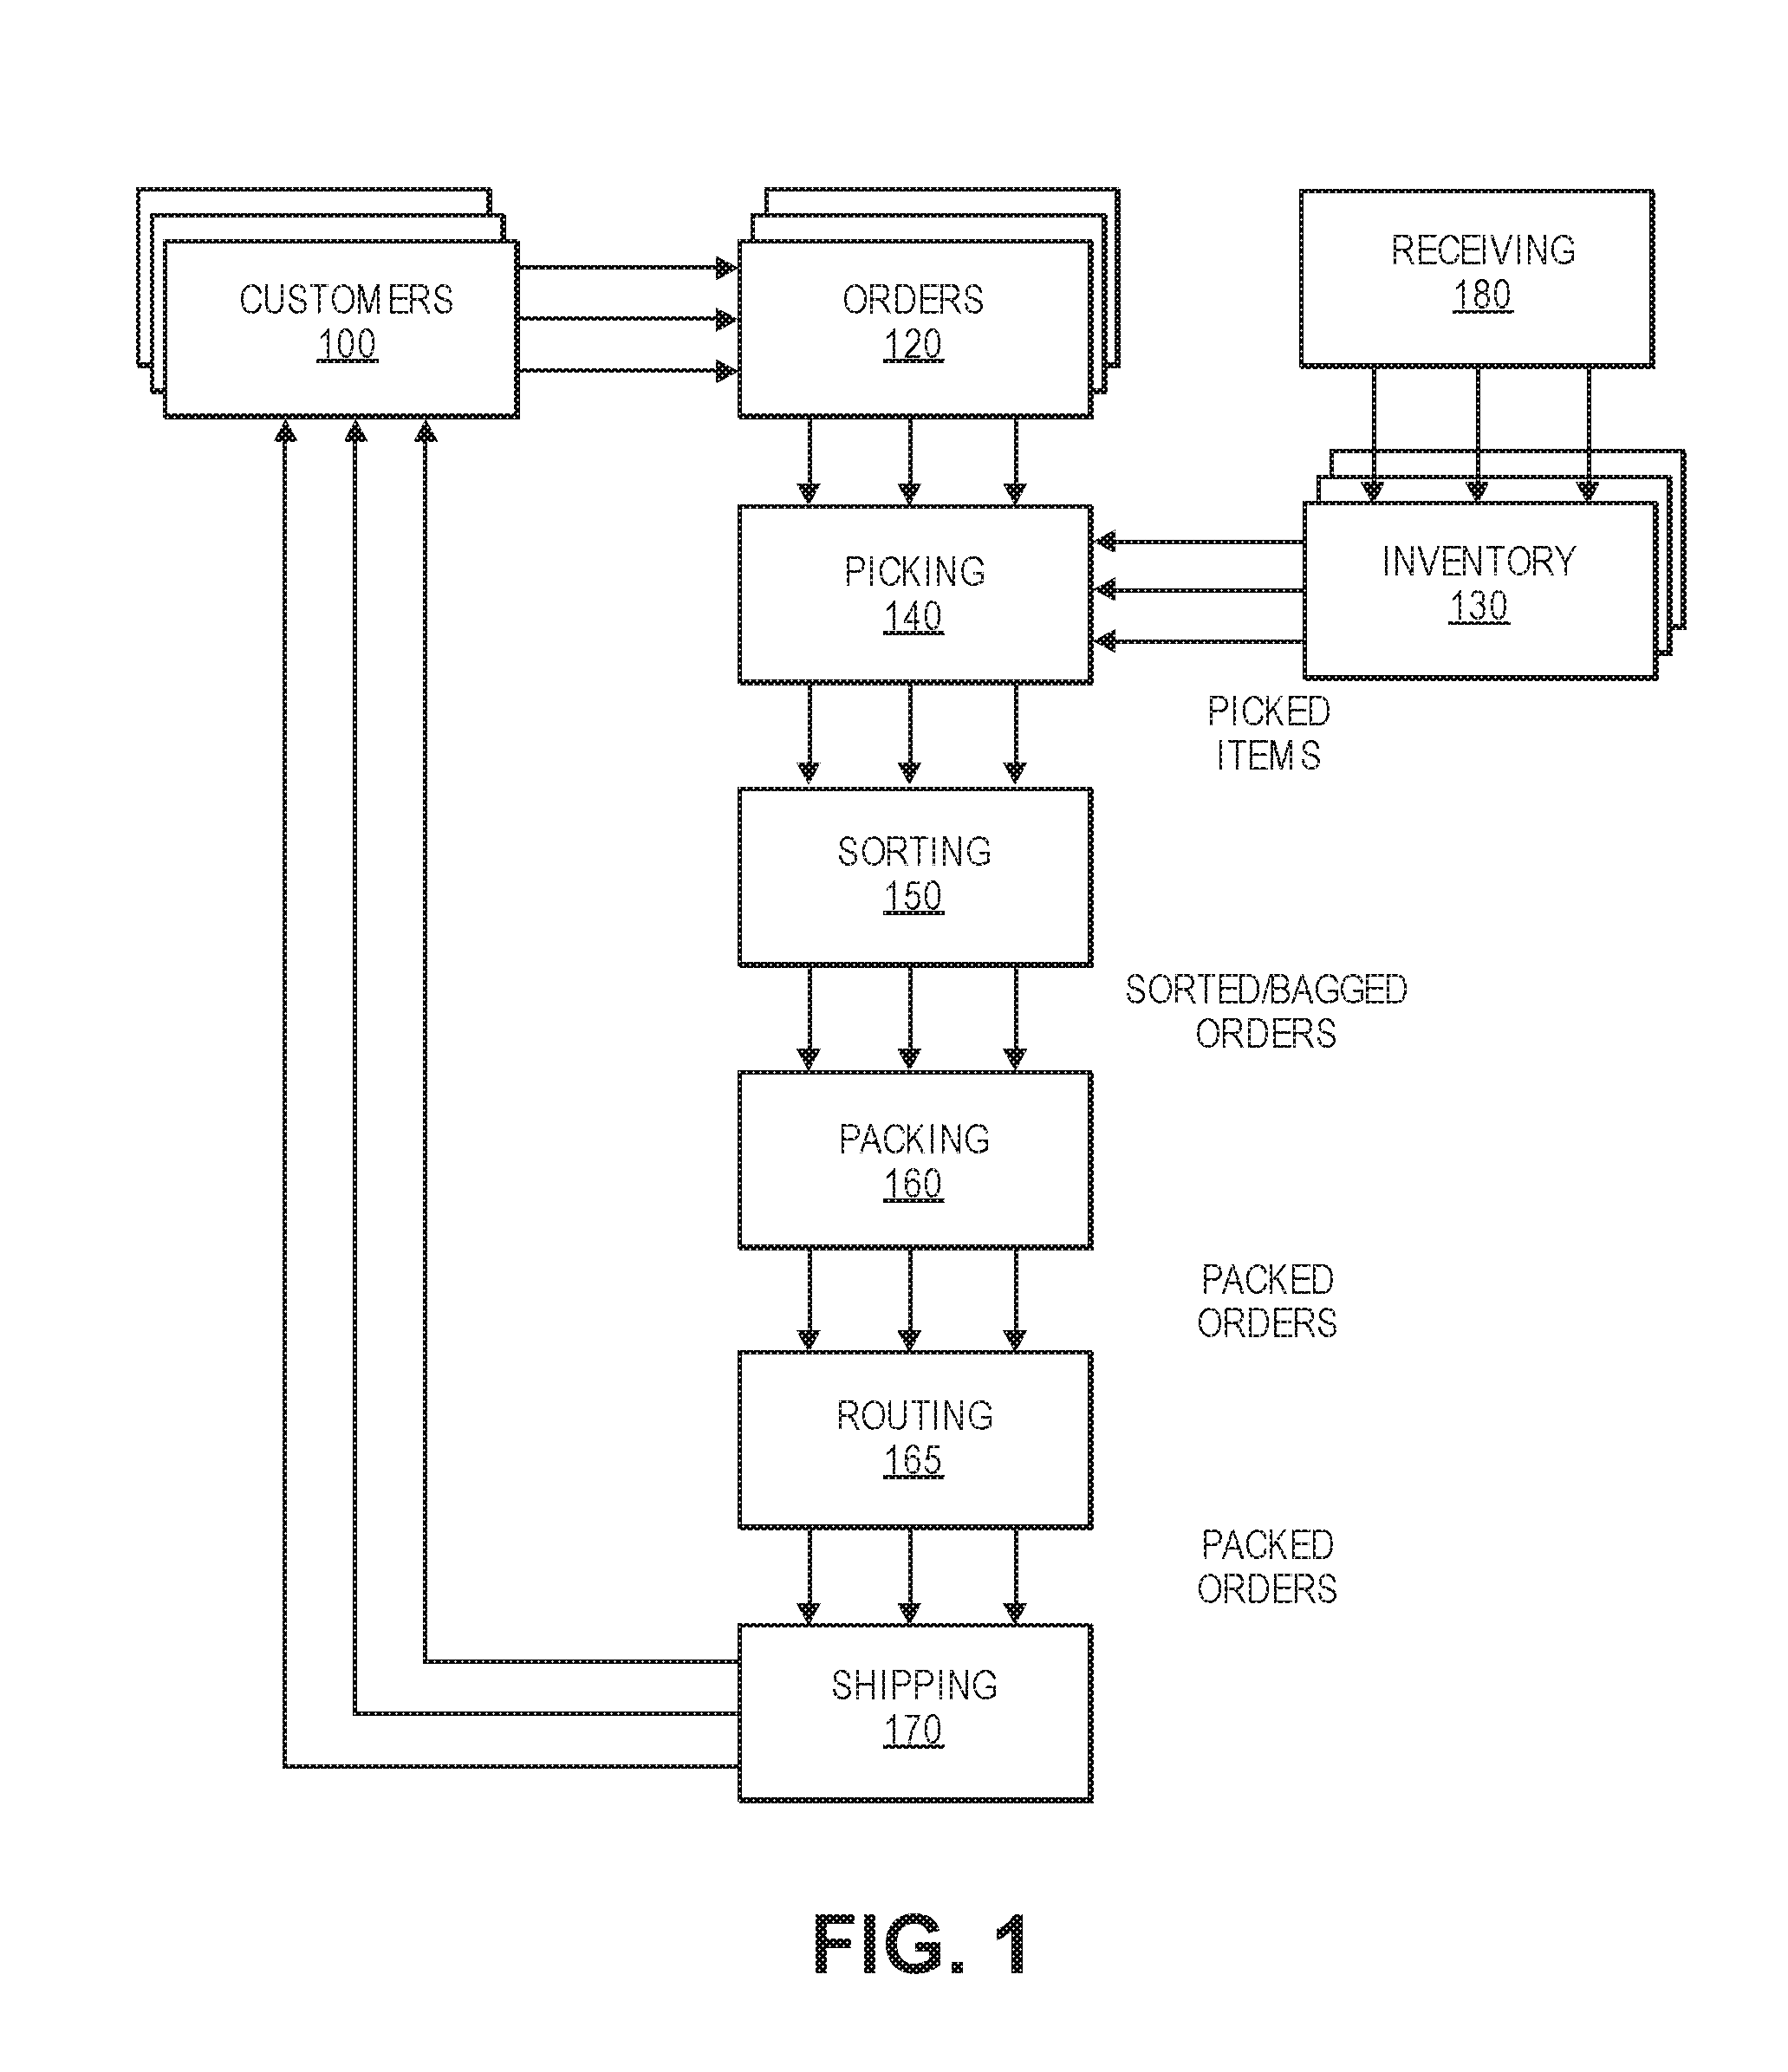 CUSTOMERS
100
ORDERS
120
RECEIVING
180
PICKING
140
INVENTORY
130
PICKED
ITEMS
SORTING
150
SORTED/BAGGED
ORDERS
PACKING
160
PACKED
ORDERS
ROUTING
165
PACKED
ORDERS
SHIPPING
170
FIG. 1